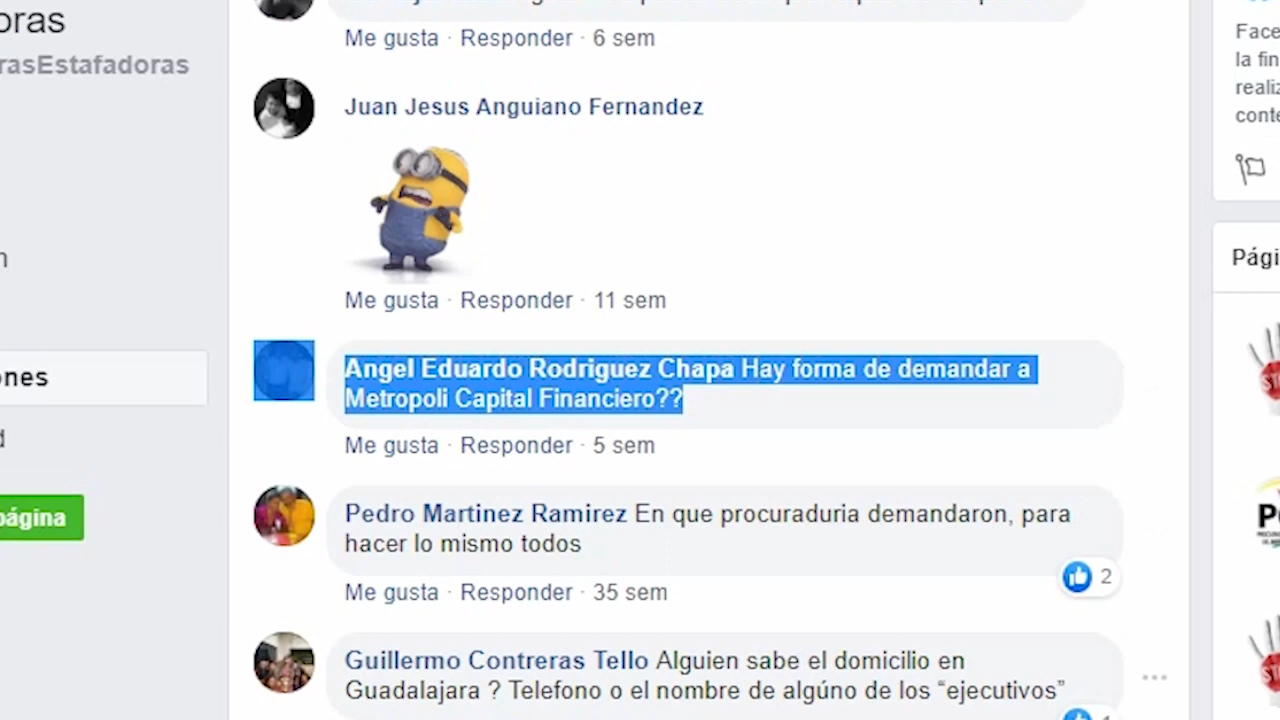 oras
rasEstafadoras
Me gusta · Responder · 6 sem
Juan Jesus Anguiano Fernandez
Me gusta · Responder · 11 sem
Angel Eduardo Rodriguez Chapa Hay forma de demandar a
Metropoli Capital Financiero??
Me gusta · Responder · 5 sem
Pedro Martinez Ramirez En que procuraduria demandaron, para
hacer lo mismo todos
2
Me gusta · Responder · 35 sem
Guillermo Contreras Tello Alguien sabe el domicilio en
Guadalajara ? Telefono o el nombre de algúno de los “ejecutivos”
ones
página
Face
la fin
realiz
conte
Pági